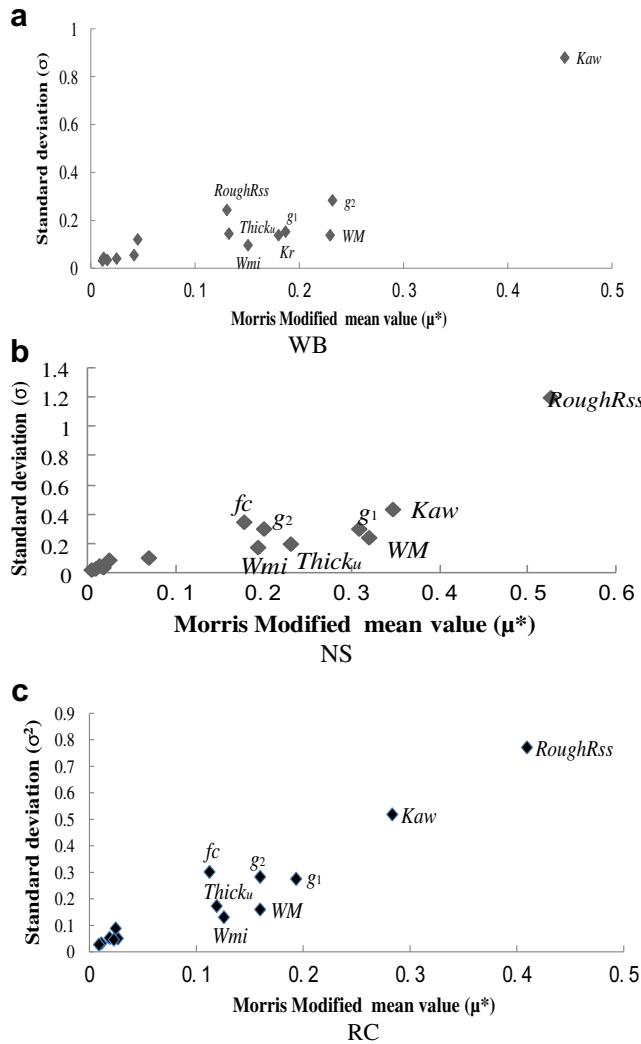 a
Standard deviation (σ)
1
0.8
0.6
0.4
0.2
0
Kaw
RoughRss
g2
Thicku
g1
WM
Kr
Wmi
0
0.1
0.2
0.3
0.4
0.5
Morris Modified mean value (μ*)
WB
b
Standard deviation (σ)
1.4
1.2
1
0.8
0.6
0.4
0.2
0
RoughRss
fc
g2
g1
Kaw
WM
Wmi
Thicku
0
0.1
0.2
0.3
0.4
0.5
0.6
Morris Modified mean value (μ*)
NS
c
Standard deviation (σ²)
0.9
0.8
0.7
0.6
0.5
0.4
0.3
0.2
0.1
0
RoughRss
Kaw
fc
g2
g1
Thicku
WM
Wmi
0
0.1
0.2
0.3
0.4
0.5
Morris Modified mean value (μ*)
RC